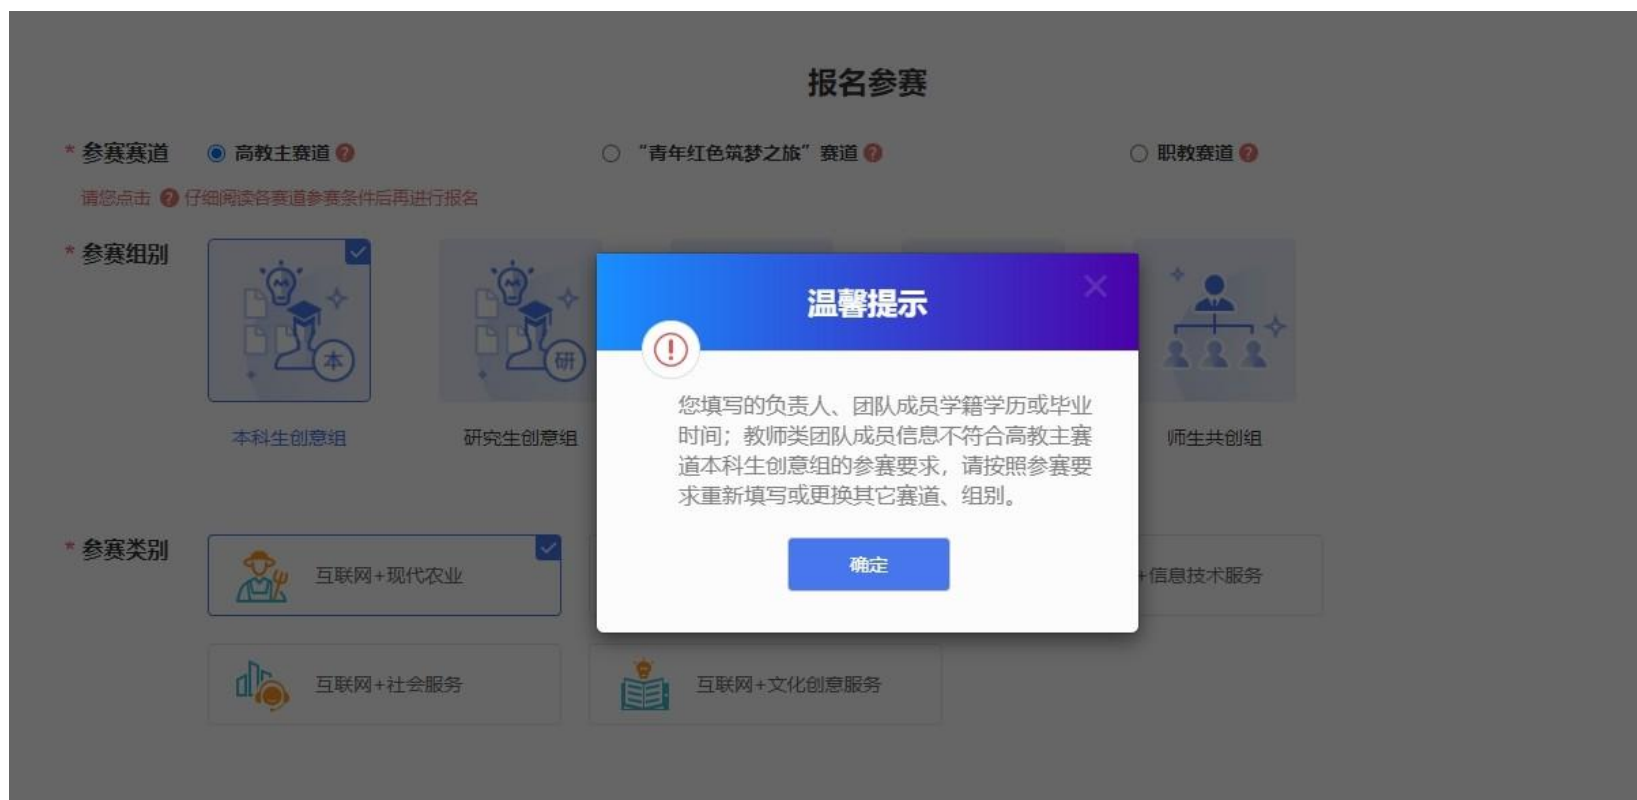 报名参赛
* 参赛赛道 高教主赛道 ? “青年红色筑梦之旅”赛道 ? 职教赛道 ?
请您点击 ? 仔细阅读各赛道参赛条件后再进行报名
* 参赛组别
本
研
温馨提示
您填写的负责人、团队成员学籍学历或毕业
时间；教师类团队成员信息不符合高教主赛
道本科生创意组的参赛要求，请按照参赛要
求重新填写或更换其它赛道、组别。
确定
本科生创意组 研究生创意组 师生共创组
* 参赛类别 互联网+现代农业 +信息技术服务
互联网+社会服务 互联网+文化创意服务